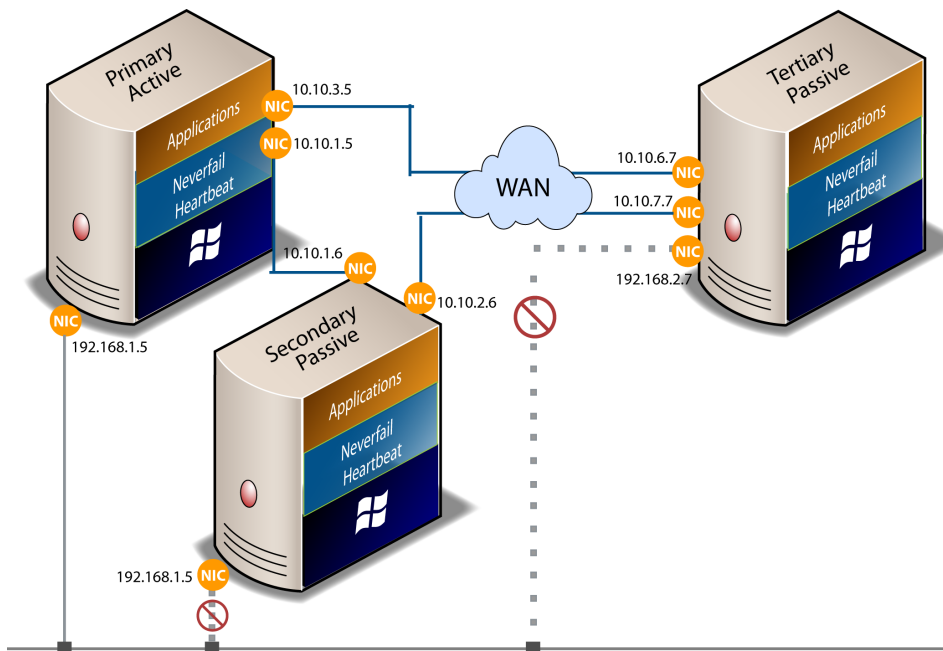 Primary
Active
Applications
Neverfail
Heartbeat
NIC
10.10.3.5
NIC
10.10.1.5
NIC
192.168.1.5
WAN
Tertiary
Passive
Applications
Neverfail
Heartbeat
10.10.6.7
NIC
10.10.7.7
NIC
NIC
192.168.2.7
10.10.1.6
NIC
NIC
10.10.2.6
Secondary
Passive
Applications
Neverfail
Heartbeat
192.168.1.5
NIC